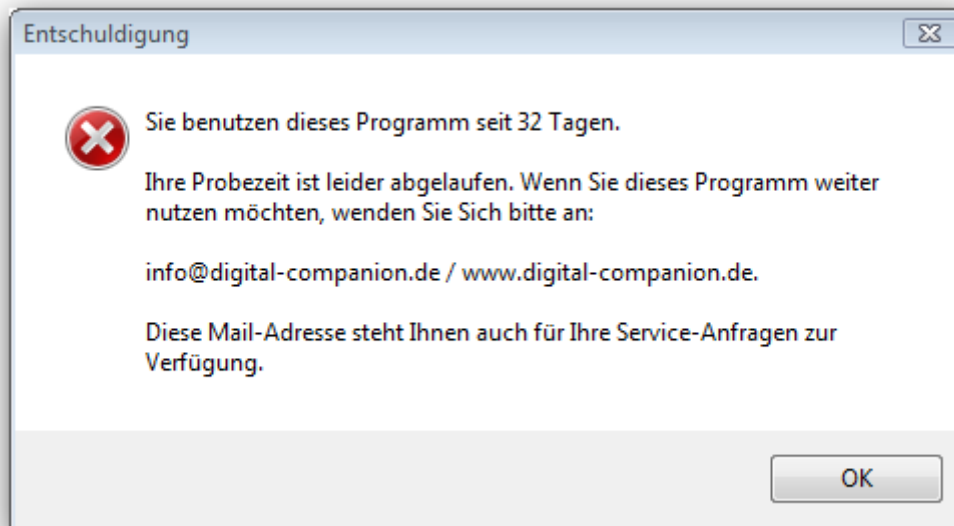 Entschuldigung
Sie benutzen dieses Programm seit 32 Tagen.
Ihre Probezeit ist leider abgelaufen. Wenn Sie dieses Programm weiter
nutzen möchten, wenden Sie Sich bitte an:
info@digital-companion.de / www.digital-companion.de.
Diese Mail-Adresse steht Ihnen auch für Ihre Service-Anfragen zur
Verfügung.
OK